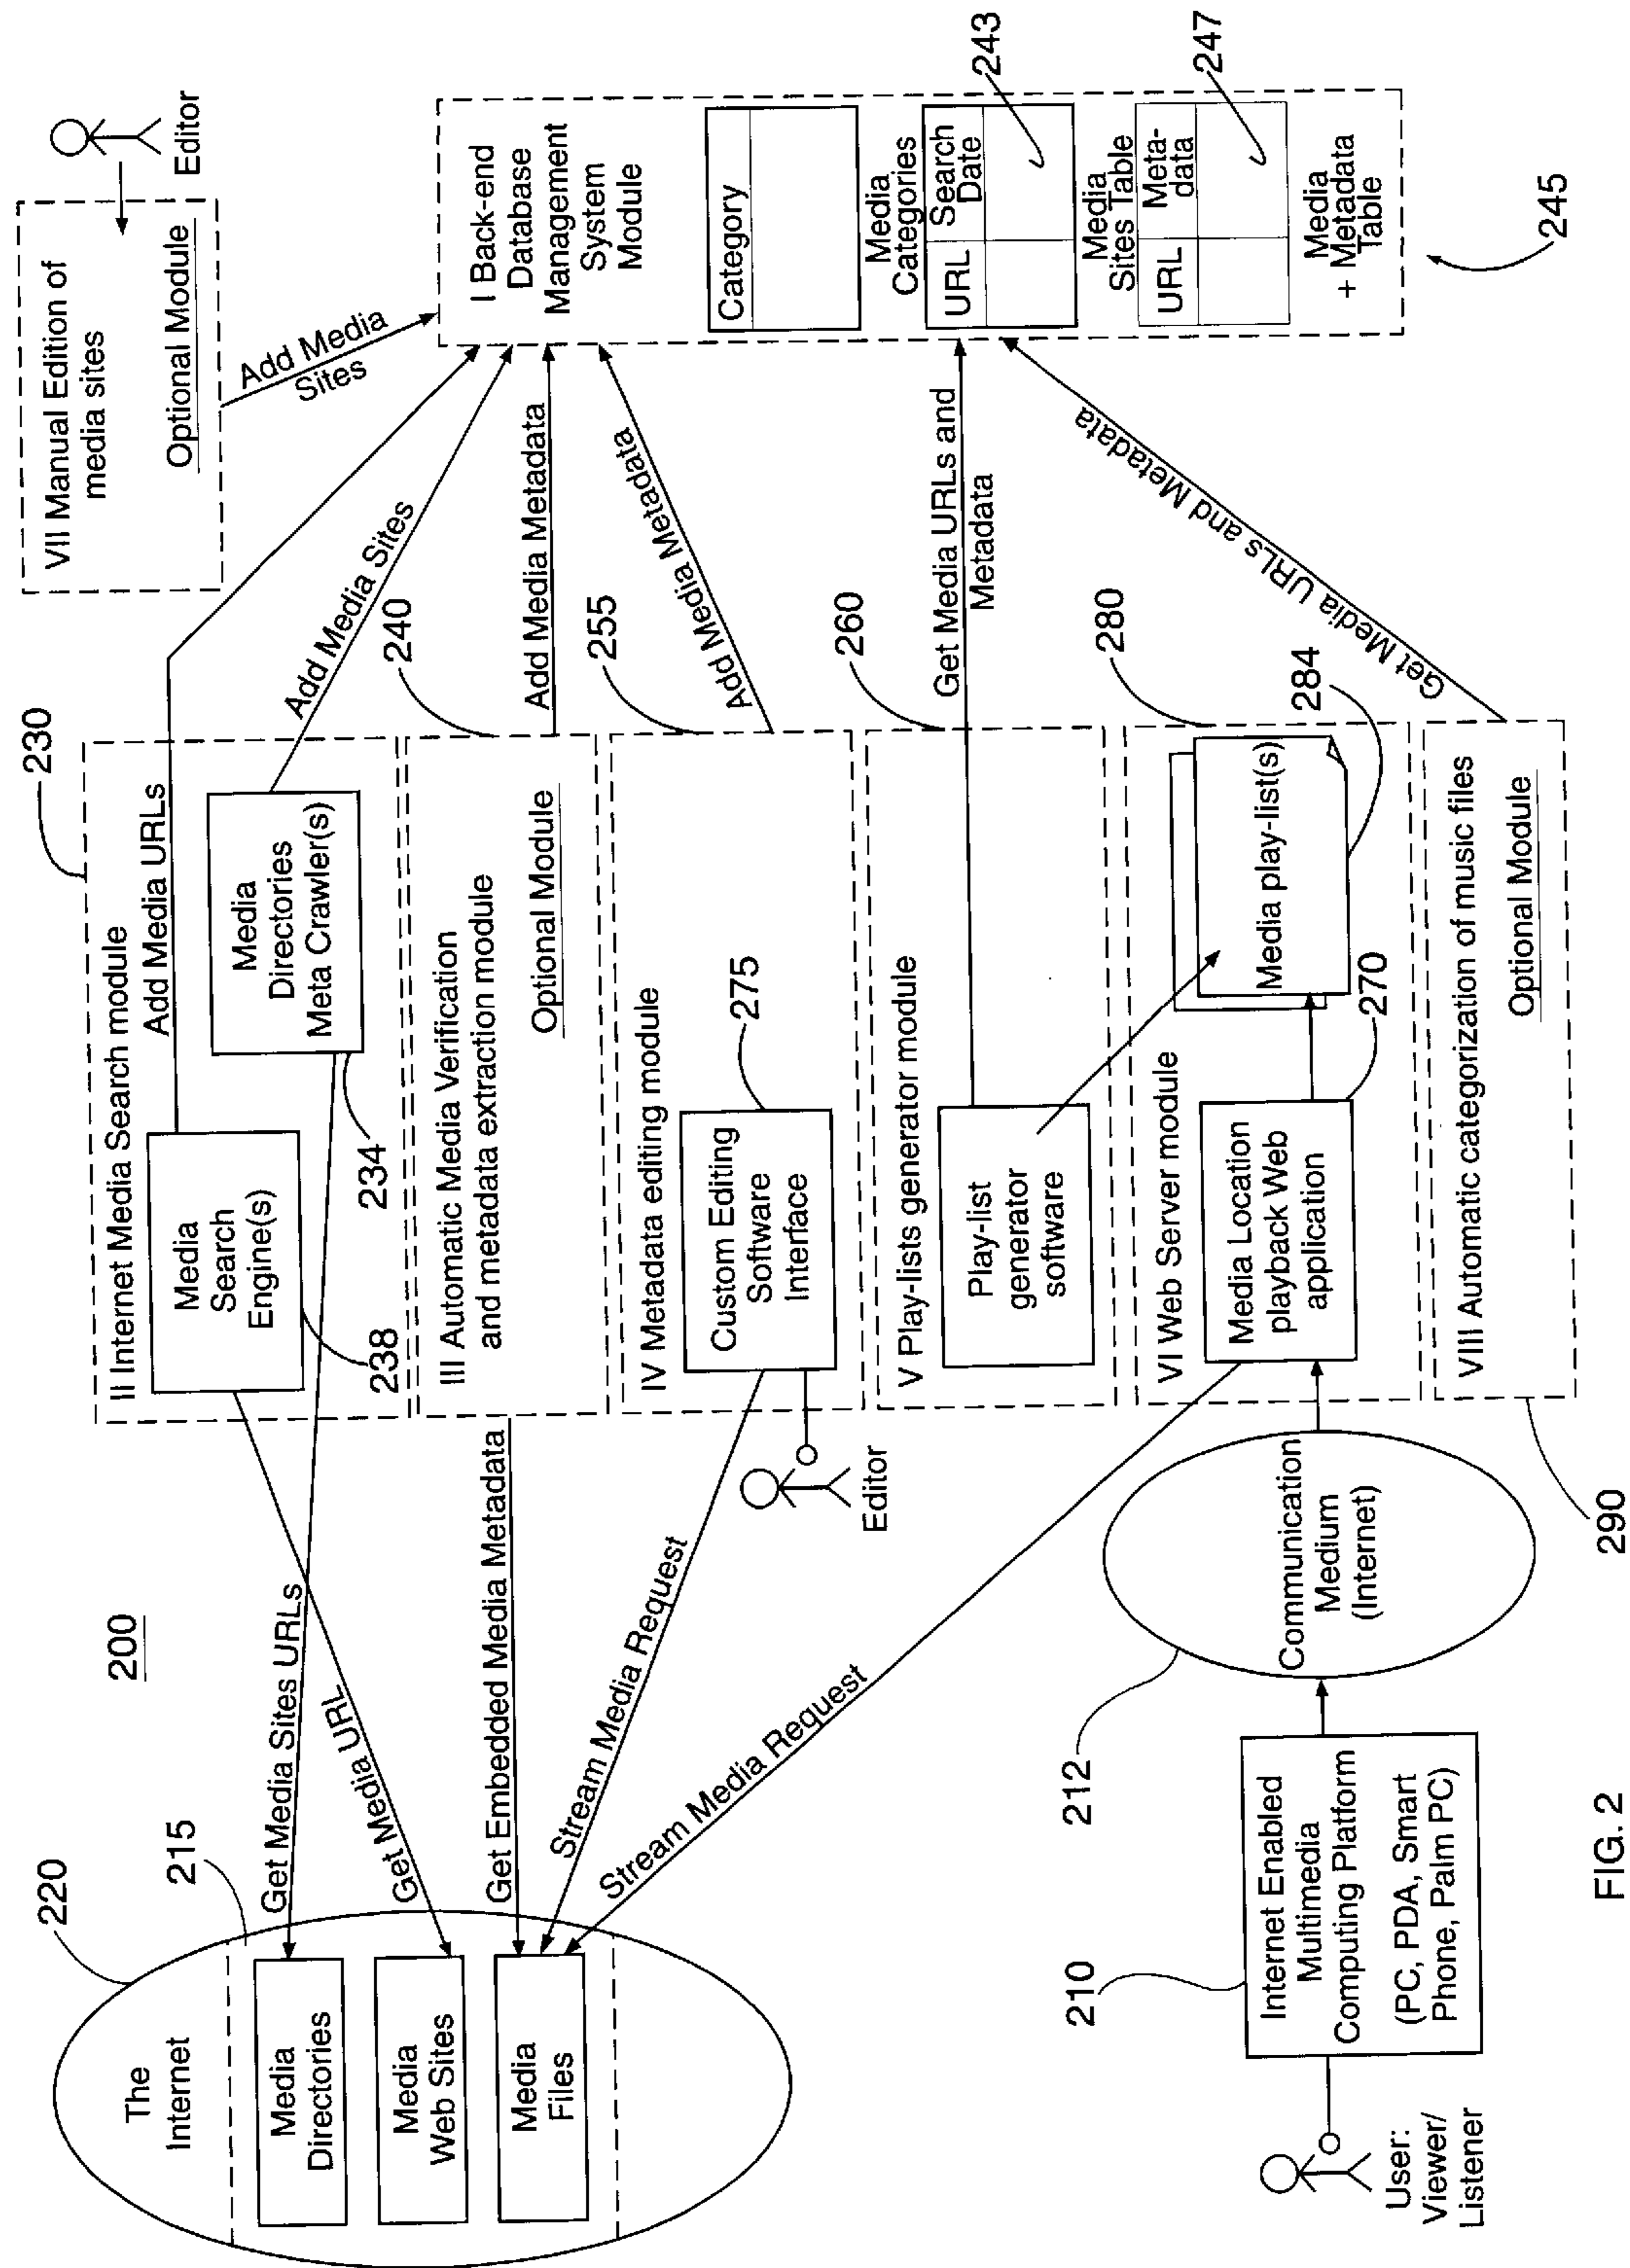 200
220
The
Internet
215
Media
Directories
Media
Web Sites
Media
Files
Get Media Sites URLs
Get Media URL
Get Embedded Media Metadata
Stream Media Request
Stream Media Request
230
II Internet Media Search module
Media
Search
Engine(s)
238
Media
Directories
Meta Crawler(s)
234
Add Media URLs
Add Media Sites
240
III Automatic Media Verification
and metadata extraction module
Optional Module
Add Media Metadata
255
IV Metadata editing module
Custom Editing
Software
Interface
275
Editor
Add Media Metadata
260
V Play-lists generator module
Play-list
generator
software
Get Media URLs and
Metadata
280
VI Web Server module
Media Location
playback Web
application
270
Media play-list(s)
284
Get Media URLs and Metadata
VIII Automatic categorization of music files
Optional Module
290
VII Manual Edition of
media sites
Optional Module
Editor
Add Media
Sites
I Back-end
Database
Management
System
Module
Category
Media
Categories
URL
Search
Date
243
Media
Sites Table
URL
Meta-
data
247
Media
+ Metadata
Table
245
User:
Viewer/
Listener
210
Internet Enabled
Multimedia
Computing Platform
(PC, PDA, Smart
Phone, Palm PC)
212
Communication
Medium
(Internet)
FIG. 2